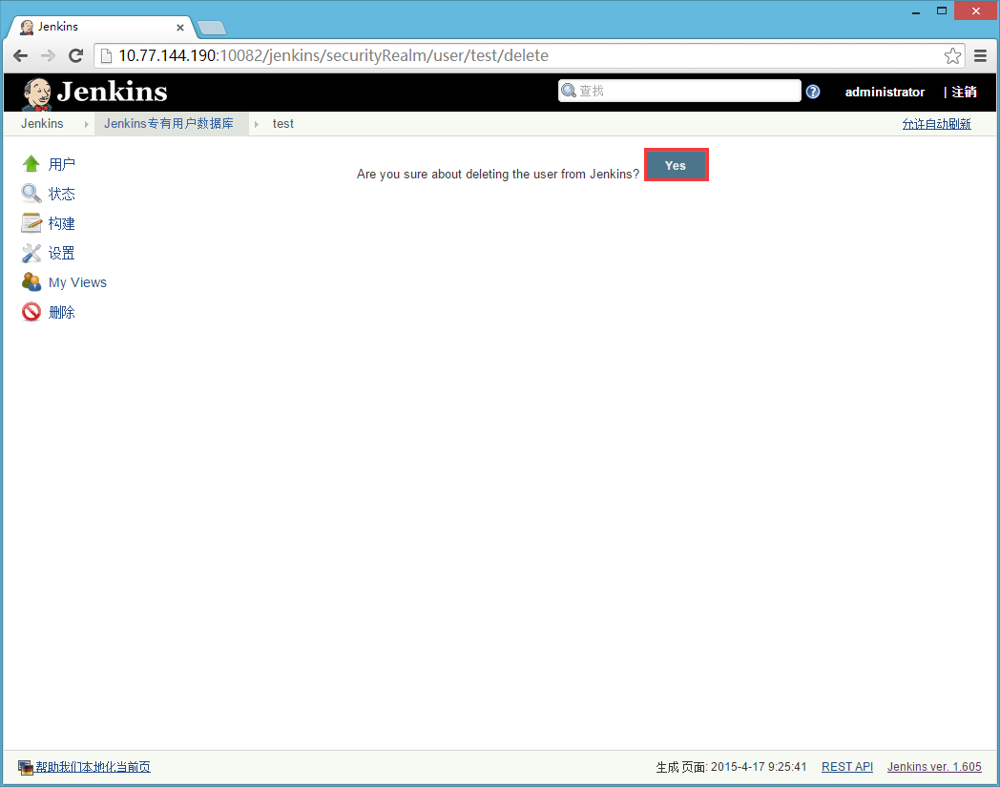 Jenkins
10.77.144.190:10082/jenkins/securityRealm/user/test/delete
Jenkins 查找 administrator | 注销
Jenkins Jenkins专有用户数据库 test 允许自动刷新
用户
状态
构建
设置
My Views
删除
Are you sure about deleting the user from Jenkins? Yes
帮助我们本地化当前页 生成 页面: 2015-4-17 9:25:41 REST API Jenkins ver. 1.605